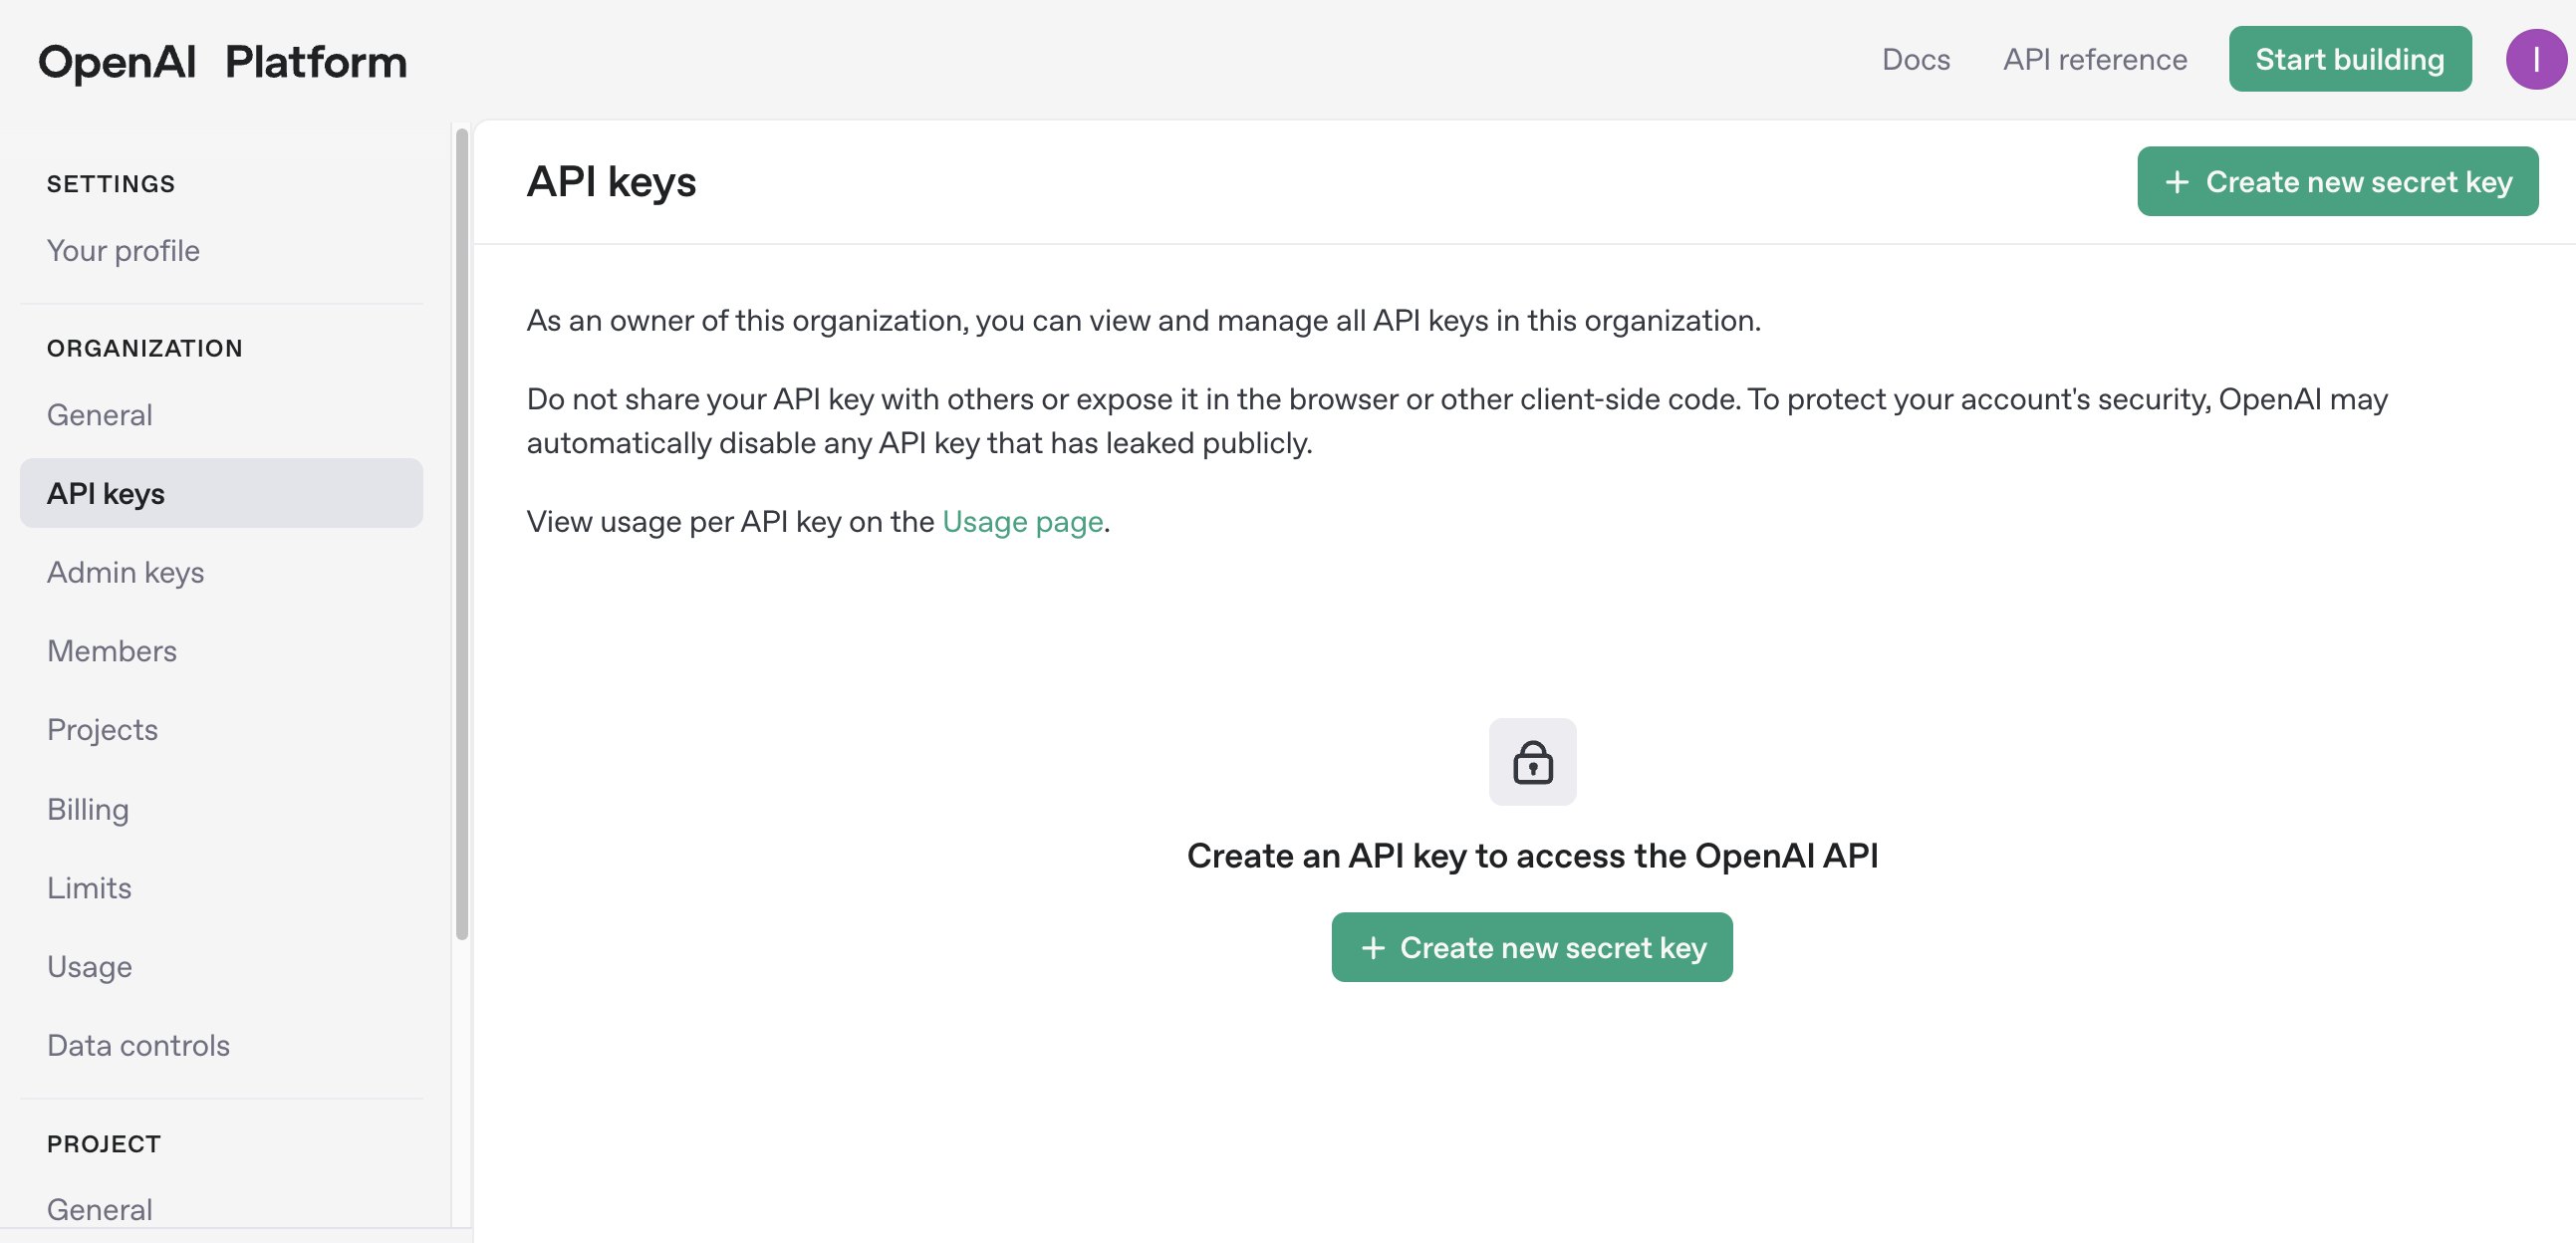 OpenAI Platform
Docs
API reference
Start building
I
SETTINGS
Your profile
ORGANIZATION
General
API keys
Admin keys
Members
Projects
Billing
Limits
Usage
Data controls
PROJECT
General
API keys
+ Create new secret key
As an owner of this organization, you can view and manage all API keys in this organization.
Do not share your API key with others or expose it in the browser or other client-side code. To protect your account's security, OpenAI may
automatically disable any API key that has leaked publicly.
View usage per API key on the Usage page.
Create an API key to access the OpenAI API
+ Create new secret key